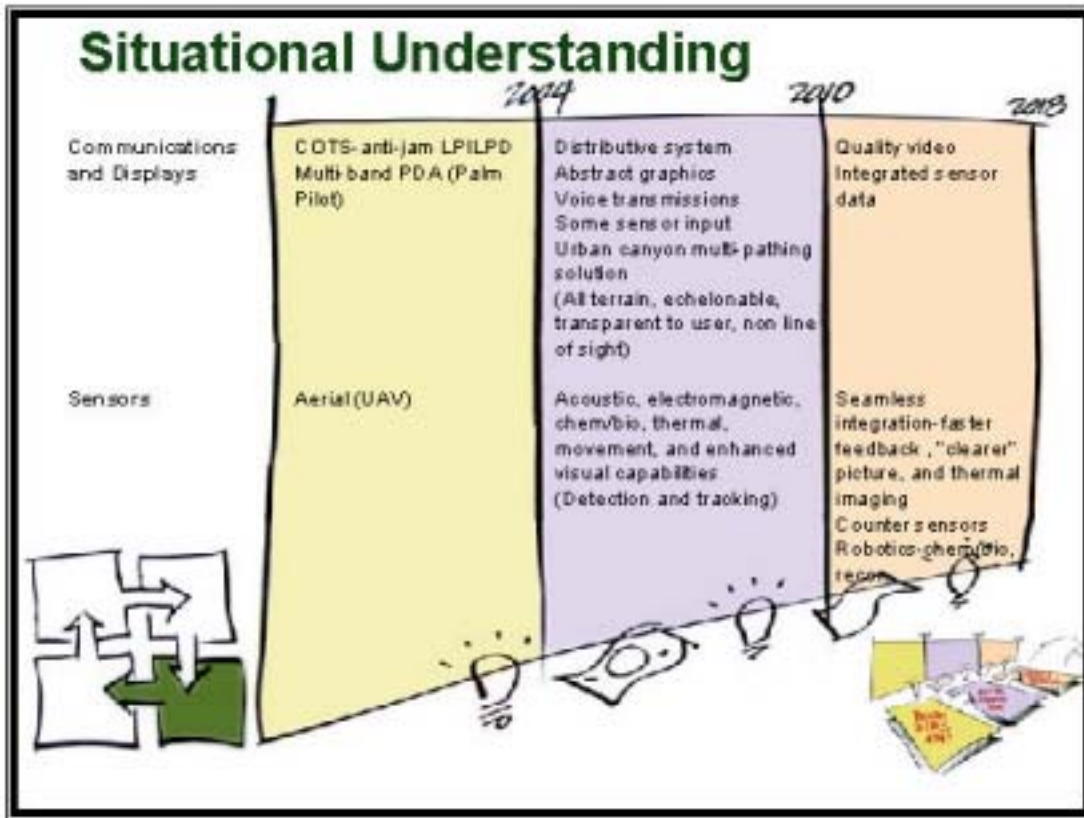 Situational Understanding
2004
2010
2018
Communications
and Displays
COTS- anti-jam LPILPD
Multi-band PDA (Palm
Pilot)
Distributive system
Abstract graphics
Voice transmissions
Some sensor input
Urban canyon multi-pathing
solution
(All terrain, echelonable,
transparent to user, non line
of sight)
Quality video
Integrated sensor
data
Sensors
Aerial (UAV)
Acoustic, electromagnetic,
chem/bio, thermal,
movement, and enhanced
visual capabilities
(Detection and tracking)
Seamless
integration-faster
feedback ,"clearer"
picture, and thermal
imaging
Counter sensors
Robotics-chem/bio,
recon